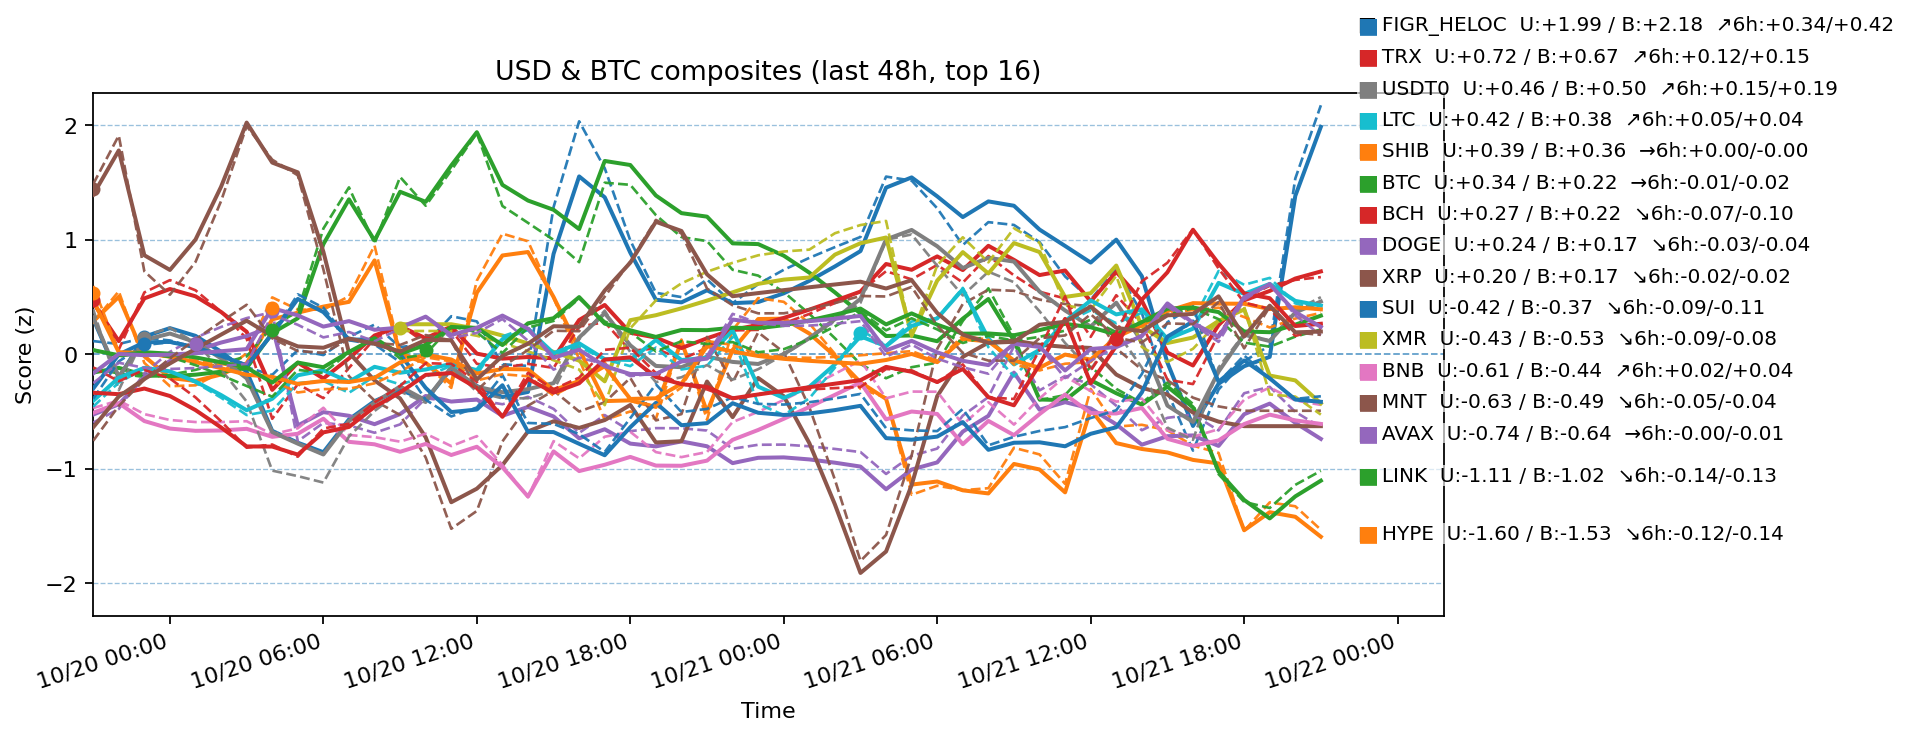 FIGR_HELOC U:+1.99 / B:+2.18 ↗6h:+0.34/+0.42
TRX U:+0.72 / B:+0.67 ↗6h:+0.12/+0.15
USD & BTC composites (last 48h, top 16)
USDT0 U:+0.46 / B:+0.50 ↗6h:+0.15/+0.19
LTC U:+0.42 / B:+0.38 ↗6h:+0.05/+0.04
SHIB U:+0.39 / B:+0.36 →6h:+0.00/-0.00
BTC U:+0.34 / B:+0.22 →6h:-0.01/-0.02
BCH U:+0.27 / B:+0.22 ↘6h:-0.07/-0.10
DOGE U:+0.24 / B:+0.17 ↘6h:-0.03/-0.04
XRP U:+0.20 / B:+0.17 ↘6h:-0.02/-0.02
SUI U:-0.42 / B:-0.37 ↘6h:-0.09/-0.11
XMR U:-0.43 / B:-0.53 ↘6h:-0.09/-0.08
BNB U:-0.61 / B:-0.44 ↗6h:+0.02/+0.04
MNT U:-0.63 / B:-0.49 ↘6h:-0.05/-0.04
AVAX U:-0.74 / B:-0.64 →6h:-0.00/-0.01
LINK U:-1.11 / B:-1.02 ↘6h:-0.14/-0.13
HYPE U:-1.60 / B:-1.53 ↘6h:-0.12/-0.14
Score (z)
2
1
0
−1
−2
10/20 00:00
10/20 06:00
10/20 12:00
10/20 18:00
10/21 00:00
10/21 06:00
10/21 12:00
10/21 18:00
10/22 00:00
Time